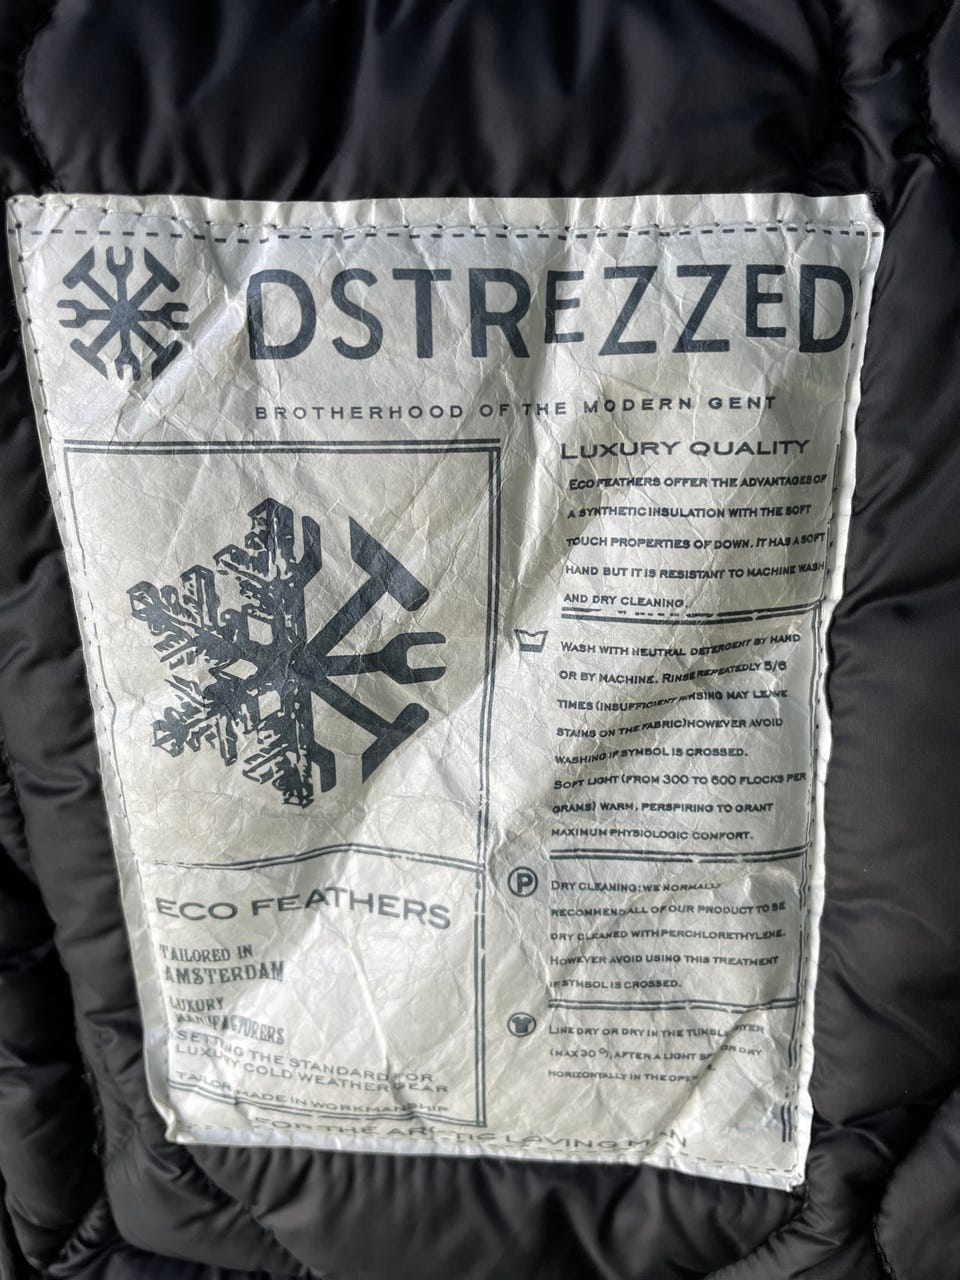 DSTREZZED
BROTHERHOOD OF THE MODERN GENT
LUXURY QUALITY
ECO FEATHERS OFFER THE ADVANTAGES OF
A SYNTHETIC INSULATION WITH THE SOFT
TOUCH PROPERTIES OF DOWN. IT HAS A SOFT
HAND BUT IT IS RESISTANT TO MACHINE WASH
AND DRY CLEANING.
WASH WITH NEUTRAL DETERGENT BY HAND
OR BY MACHINE. RINSE REPEATEDLY 5/6
TIMES (INSUFFICIENT RINSING MAY LEAVE
STAINS ON THE FABRIC) HOWEVER AVOID
WASHING IF SYMBOL IS CROSSED.
SOFT LIGHT (FROM 300 TO 600 FLOCKS PER
GRAMS) WARM, PERSPIRING TO GRANT
MAXIMUM PHYSIOLOGIC COMFORT.
P
DRY CLEANING: WE NORMALLY
RECOMMEND ALL OF OUR PRODUCT TO BE
DRY CLEANED WITH PERCHLORETHYLENE.
HOWEVER AVOID USING THIS TREATMENT
IF SYMBOL IS CROSSED.
LINE DRY OR DRY IN THE TUMBLE DRYER
(MAX 30 º), AFTER A LIGHT OR DRY
HORIZONTALLY IN THE
ECO FEATHERS
TAILORED IN
AMSTERDAM
LUXURY
MANUFACTURERS
SETTING THE STANDARD FOR
LUXURY COLD WEATHER GEAR
TAILOR MADE IN WORKMANSHIP
FOR THE ARCTIC LOVING MAN